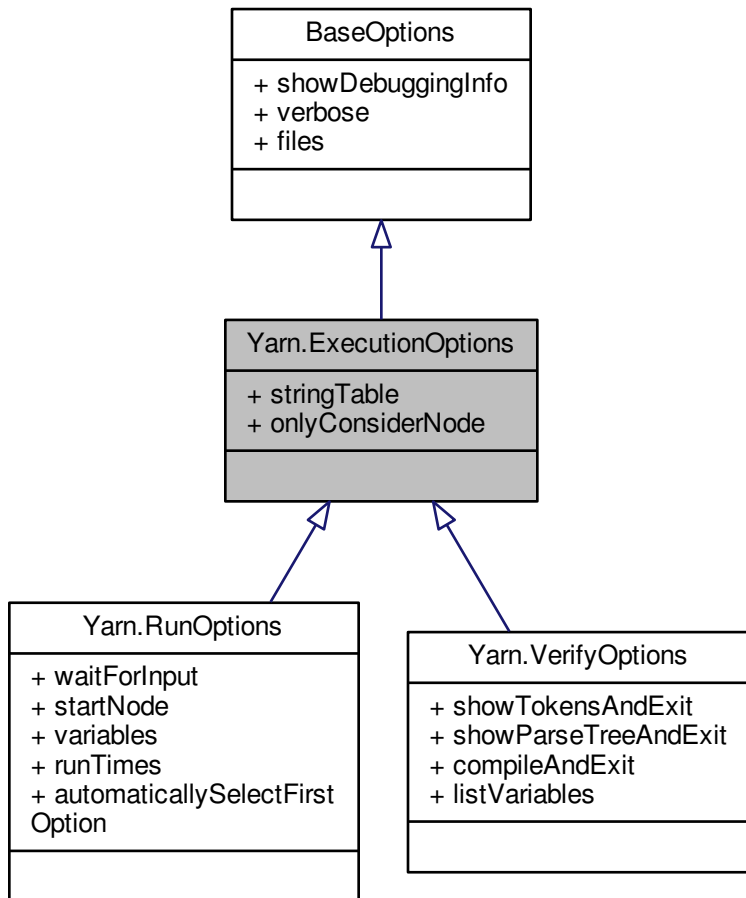 BaseOptions
+ showDebuggingInfo
+ verbose
+ files
Yarn.ExecutionOptions
+ stringTable
+ onlyConsiderNode
Yarn.RunOptions
+ waitForInput
+ startNode
+ variables
+ runTimes
+ automaticallySelectFirst
Option
Yarn.VerifyOptions
+ showTokensAndExit
+ showParseTreeAndExit
+ compileAndExit
+ listVariables